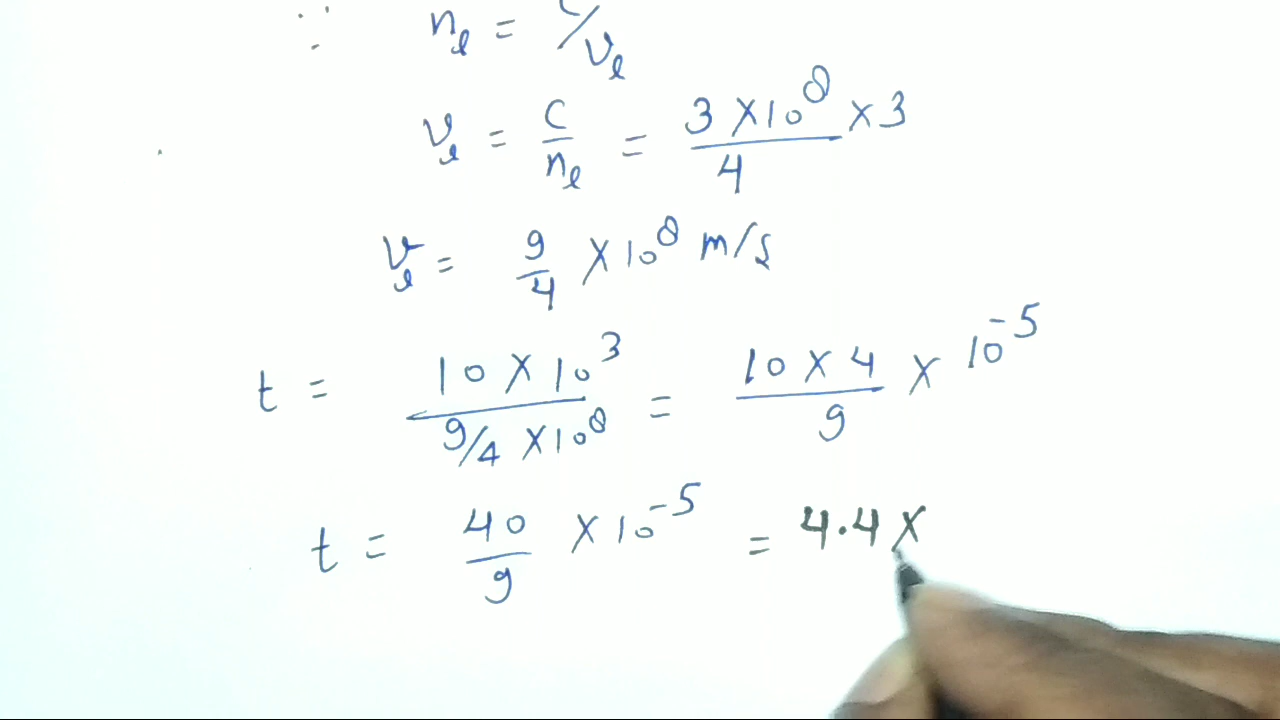 ∵ nₗ = c/vₗ
vₗ = c/nₗ = 3 × 10⁸/4 × 3
vₗ = 9/4 × 10⁸ m/s
t = 10 × 10³/(9/4 × 10⁸) = 10 × 4/9 × 10⁻⁵
t = 40/9 × 10⁻⁵ = 4.4 ×